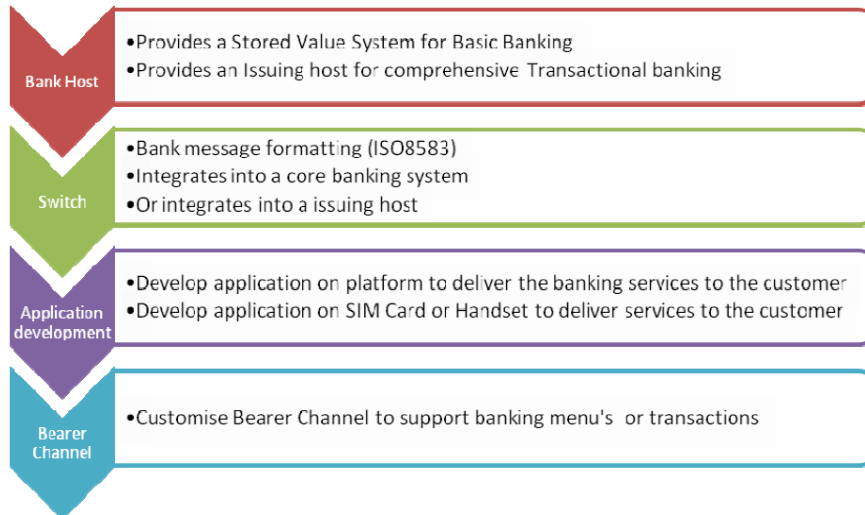 Bank Host
•Provides a Stored Value System for Basic Banking
•Provides an Issuing host for comprehensive Transactional banking
Switch
•Bank message formatting (ISO8583)
•Integrates into a core banking system
•Or integrates into a issuing host
Application
development
•Develop application on platform to deliver the banking services to the customer
•Develop application on SIM Card or Handset to deliver services to the customer
Bearer
Channel
•Customise Bearer Channel to support banking menu's or transactions